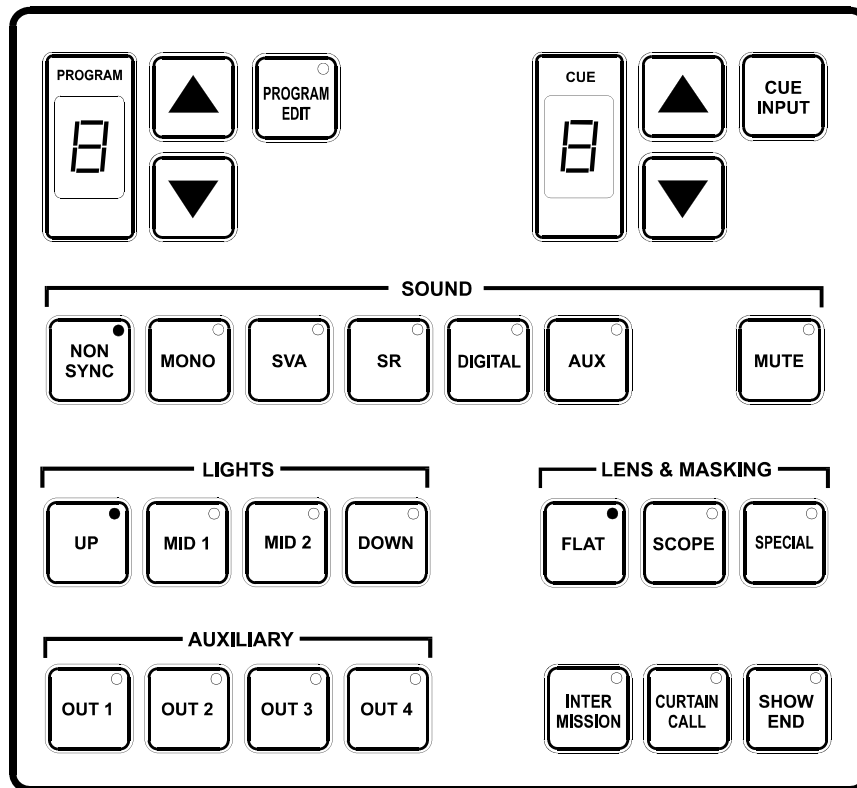 PROGRAM
8
PROGRAM
EDIT
CUE
8
CUE
INPUT
SOUND
NON
SYNC
MONO
SVA
SR
DIGITAL
AUX
MUTE
LIGHTS
UP
MID 1
MID 2
DOWN
LENS & MASKING
FLAT
SCOPE
SPECIAL
AUXILIARY
OUT 1
OUT 2
OUT 3
OUT 4
INTER
MISSION
CURTAIN
CALL
SHOW
END